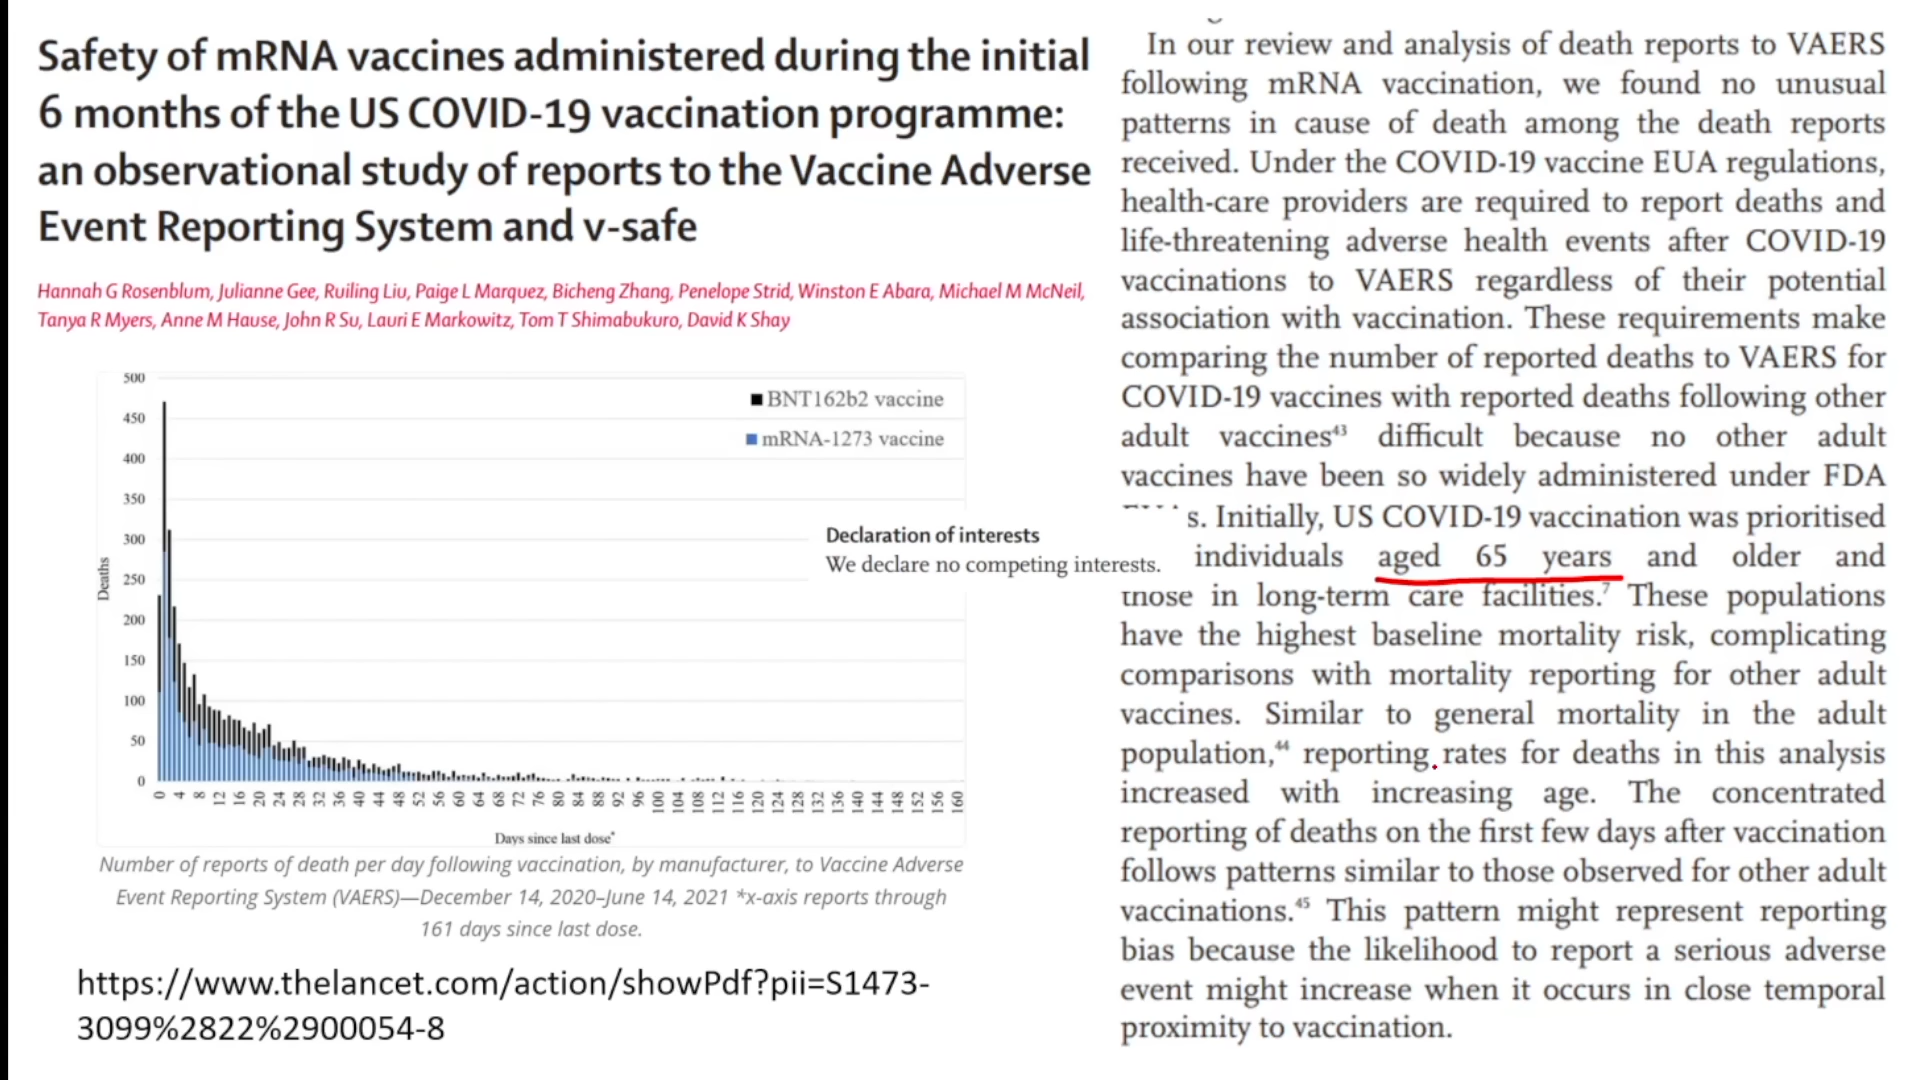 Safety of mRNA vaccines administered during the initial
6 months of the US COVID-19 vaccination programme:
an observational study of reports to the Vaccine Adverse
Event Reporting System and v-safe
Hannah G Rosenblum, Julianne Gee, Ruiling Liu, Paige L Marquez, Bicheng Zhang, Penelope Strid, Winston E Abara, Michael M McNeil,
Tanya R Myers, Anne M Hause, John R Su, Lauri E Markowitz, Tom T Shimabukuro, David K Shay
500
450
400
350
300
250
200
150
100
50
0
Deaths
BNT162b2 vaccine
mRNA-1273 vaccine
0 4 8 12 16 20 24 28 32 36 40 44 48 52 56 60 64 68 72 76 80 84 88 92 96 100 104 108 112 116 120 124 128 132 136 140 144 148 152 156 160
Days since last dose*
Number of reports of death per day following vaccination, by manufacturer, to Vaccine Adverse
Event Reporting System (VAERS)—December 14, 2020–June 14, 2021 *x-axis reports through
161 days since last dose.
https://www.thelancet.com/action/showPdf?pii=S1473-
3099%2822%2900054-8
Declaration of interests
We declare no competing interests.
In our review and analysis of death reports to VAERS
following mRNA vaccination, we found no unusual
patterns in cause of death among the death reports
received. Under the COVID-19 vaccine EUA regulations,
health-care providers are required to report deaths and
life-threatening adverse health events after COVID-19
vaccinations to VAERS regardless of their potential
association with vaccination. These requirements make
comparing the number of reported deaths to VAERS for
COVID-19 vaccines with reported deaths following other
adult vaccines⁴³ difficult because no other adult
vaccines have been so widely administered under FDA
s. Initially, US COVID-19 vaccination was prioritised
individuals aged 65 years and older and
those in long-term care facilities.⁷ These populations
have the highest baseline mortality risk, complicating
comparisons with mortality reporting for other adult
vaccines. Similar to general mortality in the adult
population,⁴⁴ reporting rates for deaths in this analysis
increased with increasing age. The concentrated
reporting of deaths on the first few days after vaccination
follows patterns similar to those observed for other adult
vaccinations.⁴⁵ This pattern might represent reporting
bias because the likelihood to report a serious adverse
event might increase when it occurs in close temporal
proximity to vaccination.